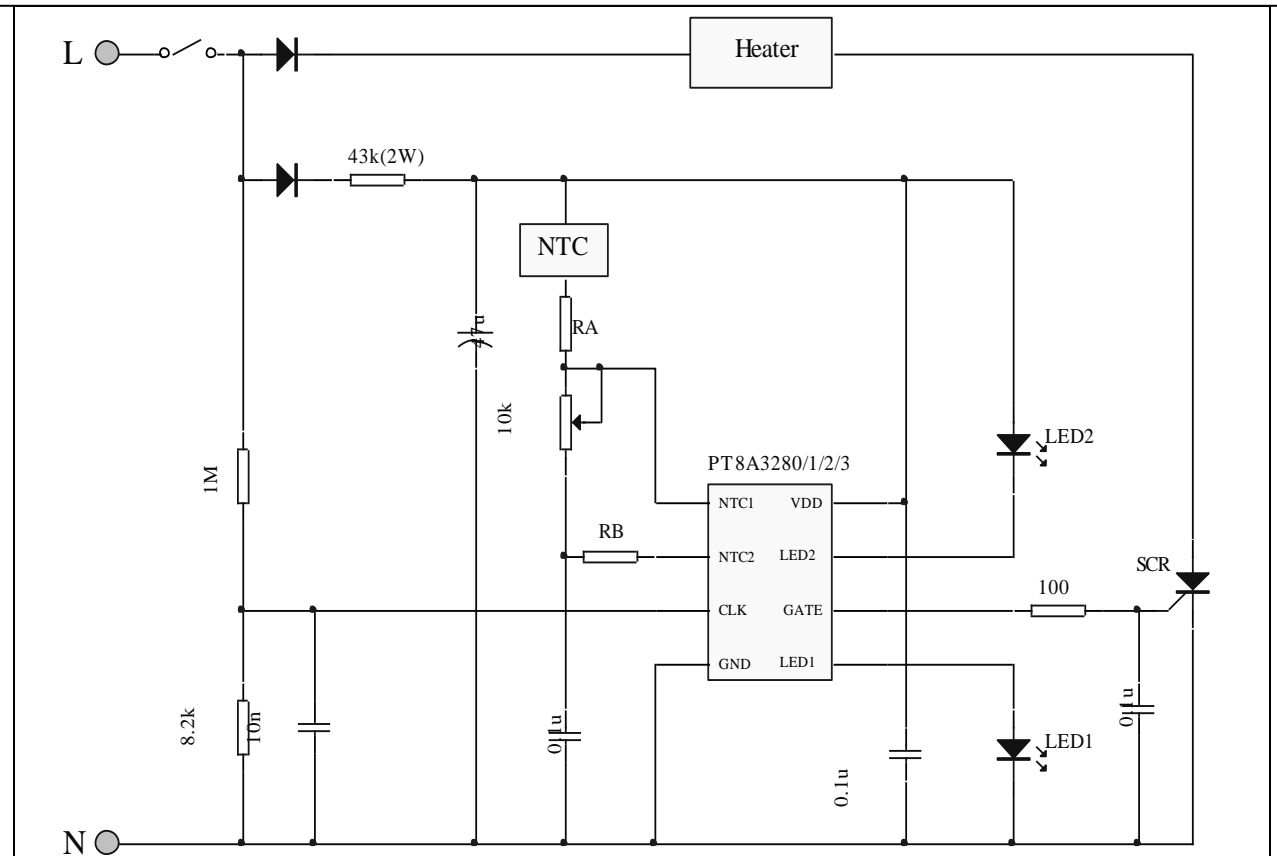 L
Heater
43k(2W)
NTC
47u
RA
10k
LED2
1M
PT8A3280/1/2/3
NTC1 VDD
RB
NTC2 LED2
SCR
100
CLK GATE
GND LED1
8.2k
10n
0.1u
0.1u
LED1
0.1u
N